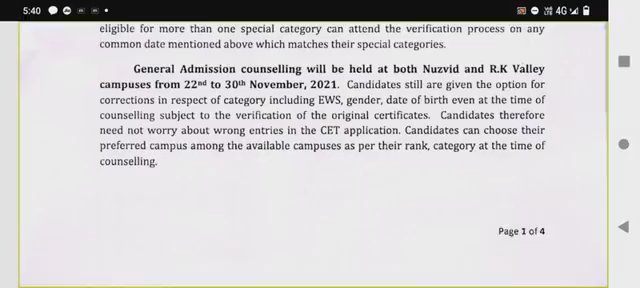 5:40
4G
eligible for more than one special category can attend the verification process on any
common date mentioned above which matches their special categories.
General Admission counselling will be held at both Nuzvid and R.K Valley
campuses from 22nd to 30th November, 2021. Candidates still are given the option for
corrections in respect of category including EWS, gender, date of birth even at the time of
counselling subject to the verification of the original certificates. Candidates therefore
need not worry about wrong entries in the CET application. Candidates can choose their
preferred campus among the available campuses as per their rank, category at the time of
counselling.
Page 1 of 4